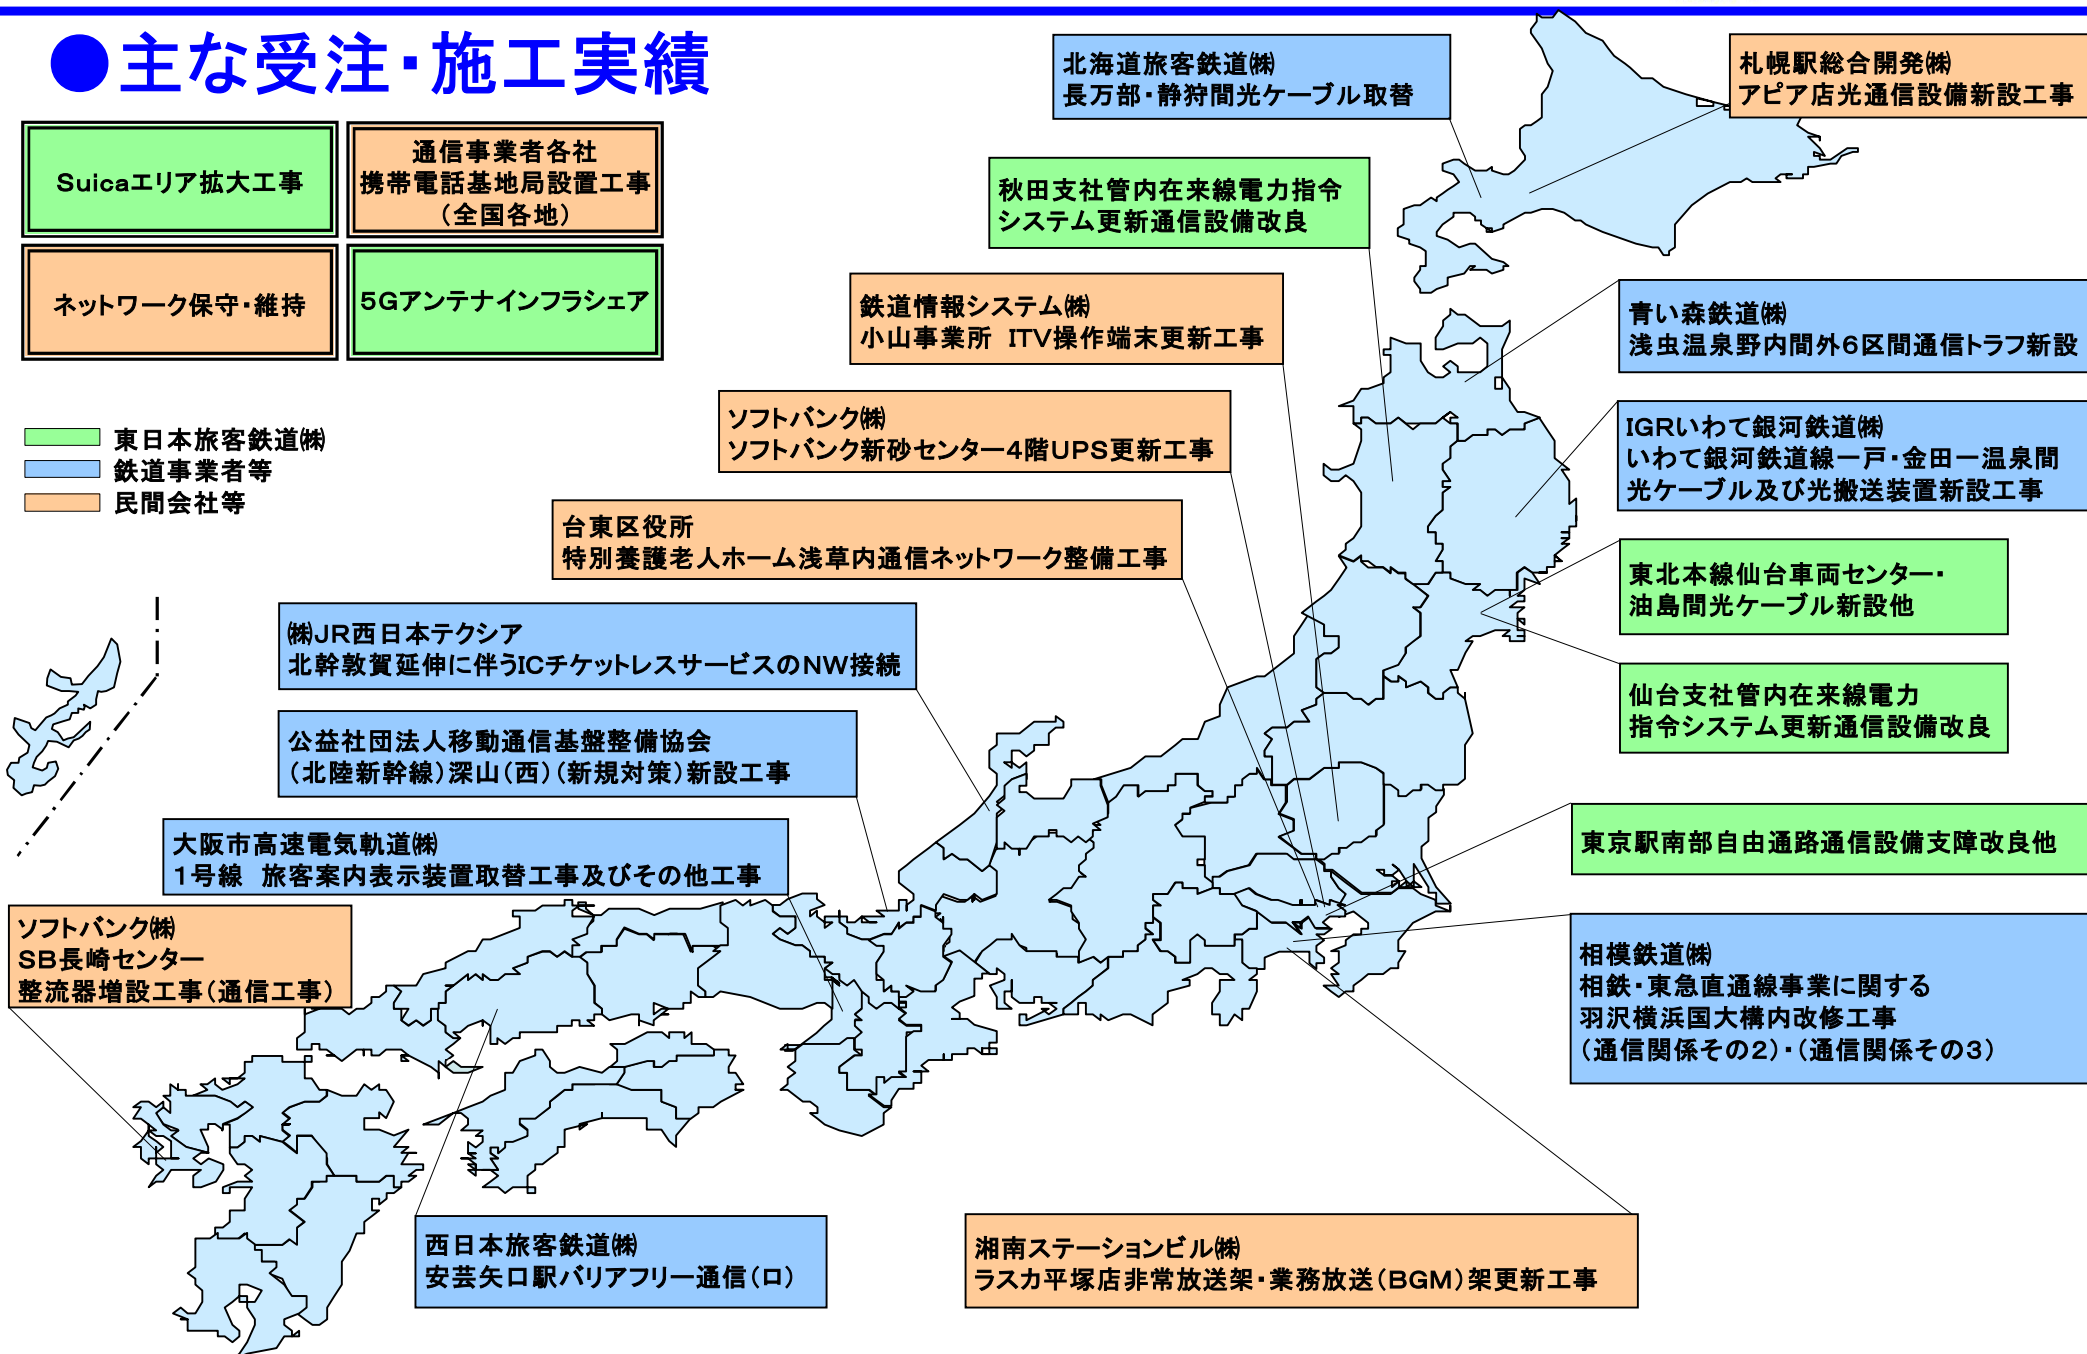 ●主な受注・施工実績
Suicaエリア拡大工事
通信事業者各社
携帯電話基地局設置工事
(全国各地)
ネットワーク保守・維持
5Gアンテナインフラシェア
東日本旅客鉄道㈱
鉄道事業者等
民間会社等
北海道旅客鉄道㈱
長万部・静狩間光ケーブル取替
札幌駅総合開発㈱
アピア店光通信設備新設工事
秋田支社管内在来線電力指令
システム更新通信設備改良
鉄道情報システム㈱
小山事業所 ITV操作端末更新工事
青い森鉄道㈱
浅虫温泉野内間外6区間通信トラフ新設
ソフトバンク㈱
ソフトバンク新砂センター4階UPS更新工事
IGRいわて銀河鉄道㈱
いわて銀河鉄道線一戸・金田一温泉間
光ケーブル及び光搬送装置新設工事
台東区役所
特別養護老人ホーム浅草内通信ネットワーク整備工事
東北本線仙台車両センター・
油島間光ケーブル新設他
㈱JR西日本テクシア
北幹敦賀延伸に伴うICチケットレスサービスのNW接続
仙台支社管内在来線電力
指令システム更新通信設備改良
公益社団法人移動通信基盤整備協会
(北陸新幹線)深山(西)(新規対策)新設工事
大阪市高速電気軌道㈱
1号線 旅客案内表示装置取替工事及びその他工事
東京駅南部自由通路通信設備支障改良他
ソフトバンク㈱
SB長崎センター
整流器増設工事(通信工事)
相模鉄道㈱
相鉄・東急直通線事業に関する
羽沢横浜国大構内改修工事
(通信関係その2)・(通信関係その3)
西日本旅客鉄道㈱
安芸矢口駅バリアフリー通信(ロ)
湘南ステーションビル㈱
ラスカ平塚店非常放送架・業務放送(BGM)架更新工事